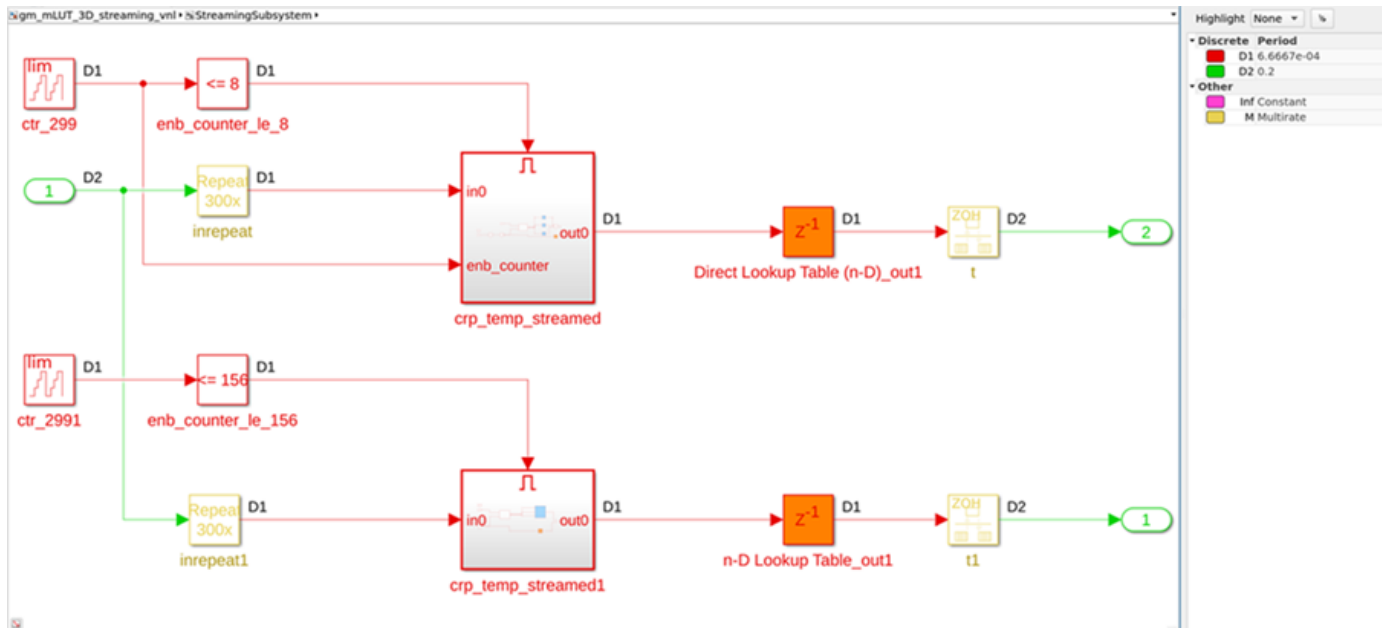 gm_mLUT_3D_streaming_vnl ▸ StreamingSubsystem ▸
Highlight None
Discrete Period
D1 6.6667e-04
D2 0.2
Other
Inf Constant
M Multirate
lim
D1
<= 8
D1
ctr_299
enb_counter_le_8
1
D2
Repeat
300x
D1
inrepeat
in0
out0
enb_counter
crp_temp_streamed
D1
Z-1
D1
Direct Lookup Table (n-D)_out1
ZOH
D2
t
2
lim
D1
<= 156
D1
ctr_2991
enb_counter_le_156
Repeat
300x
D1
inrepeat1
in0
out0
crp_temp_streamed1
D1
Z-1
D1
n-D Lookup Table_out1
ZOH
D2
t1
1